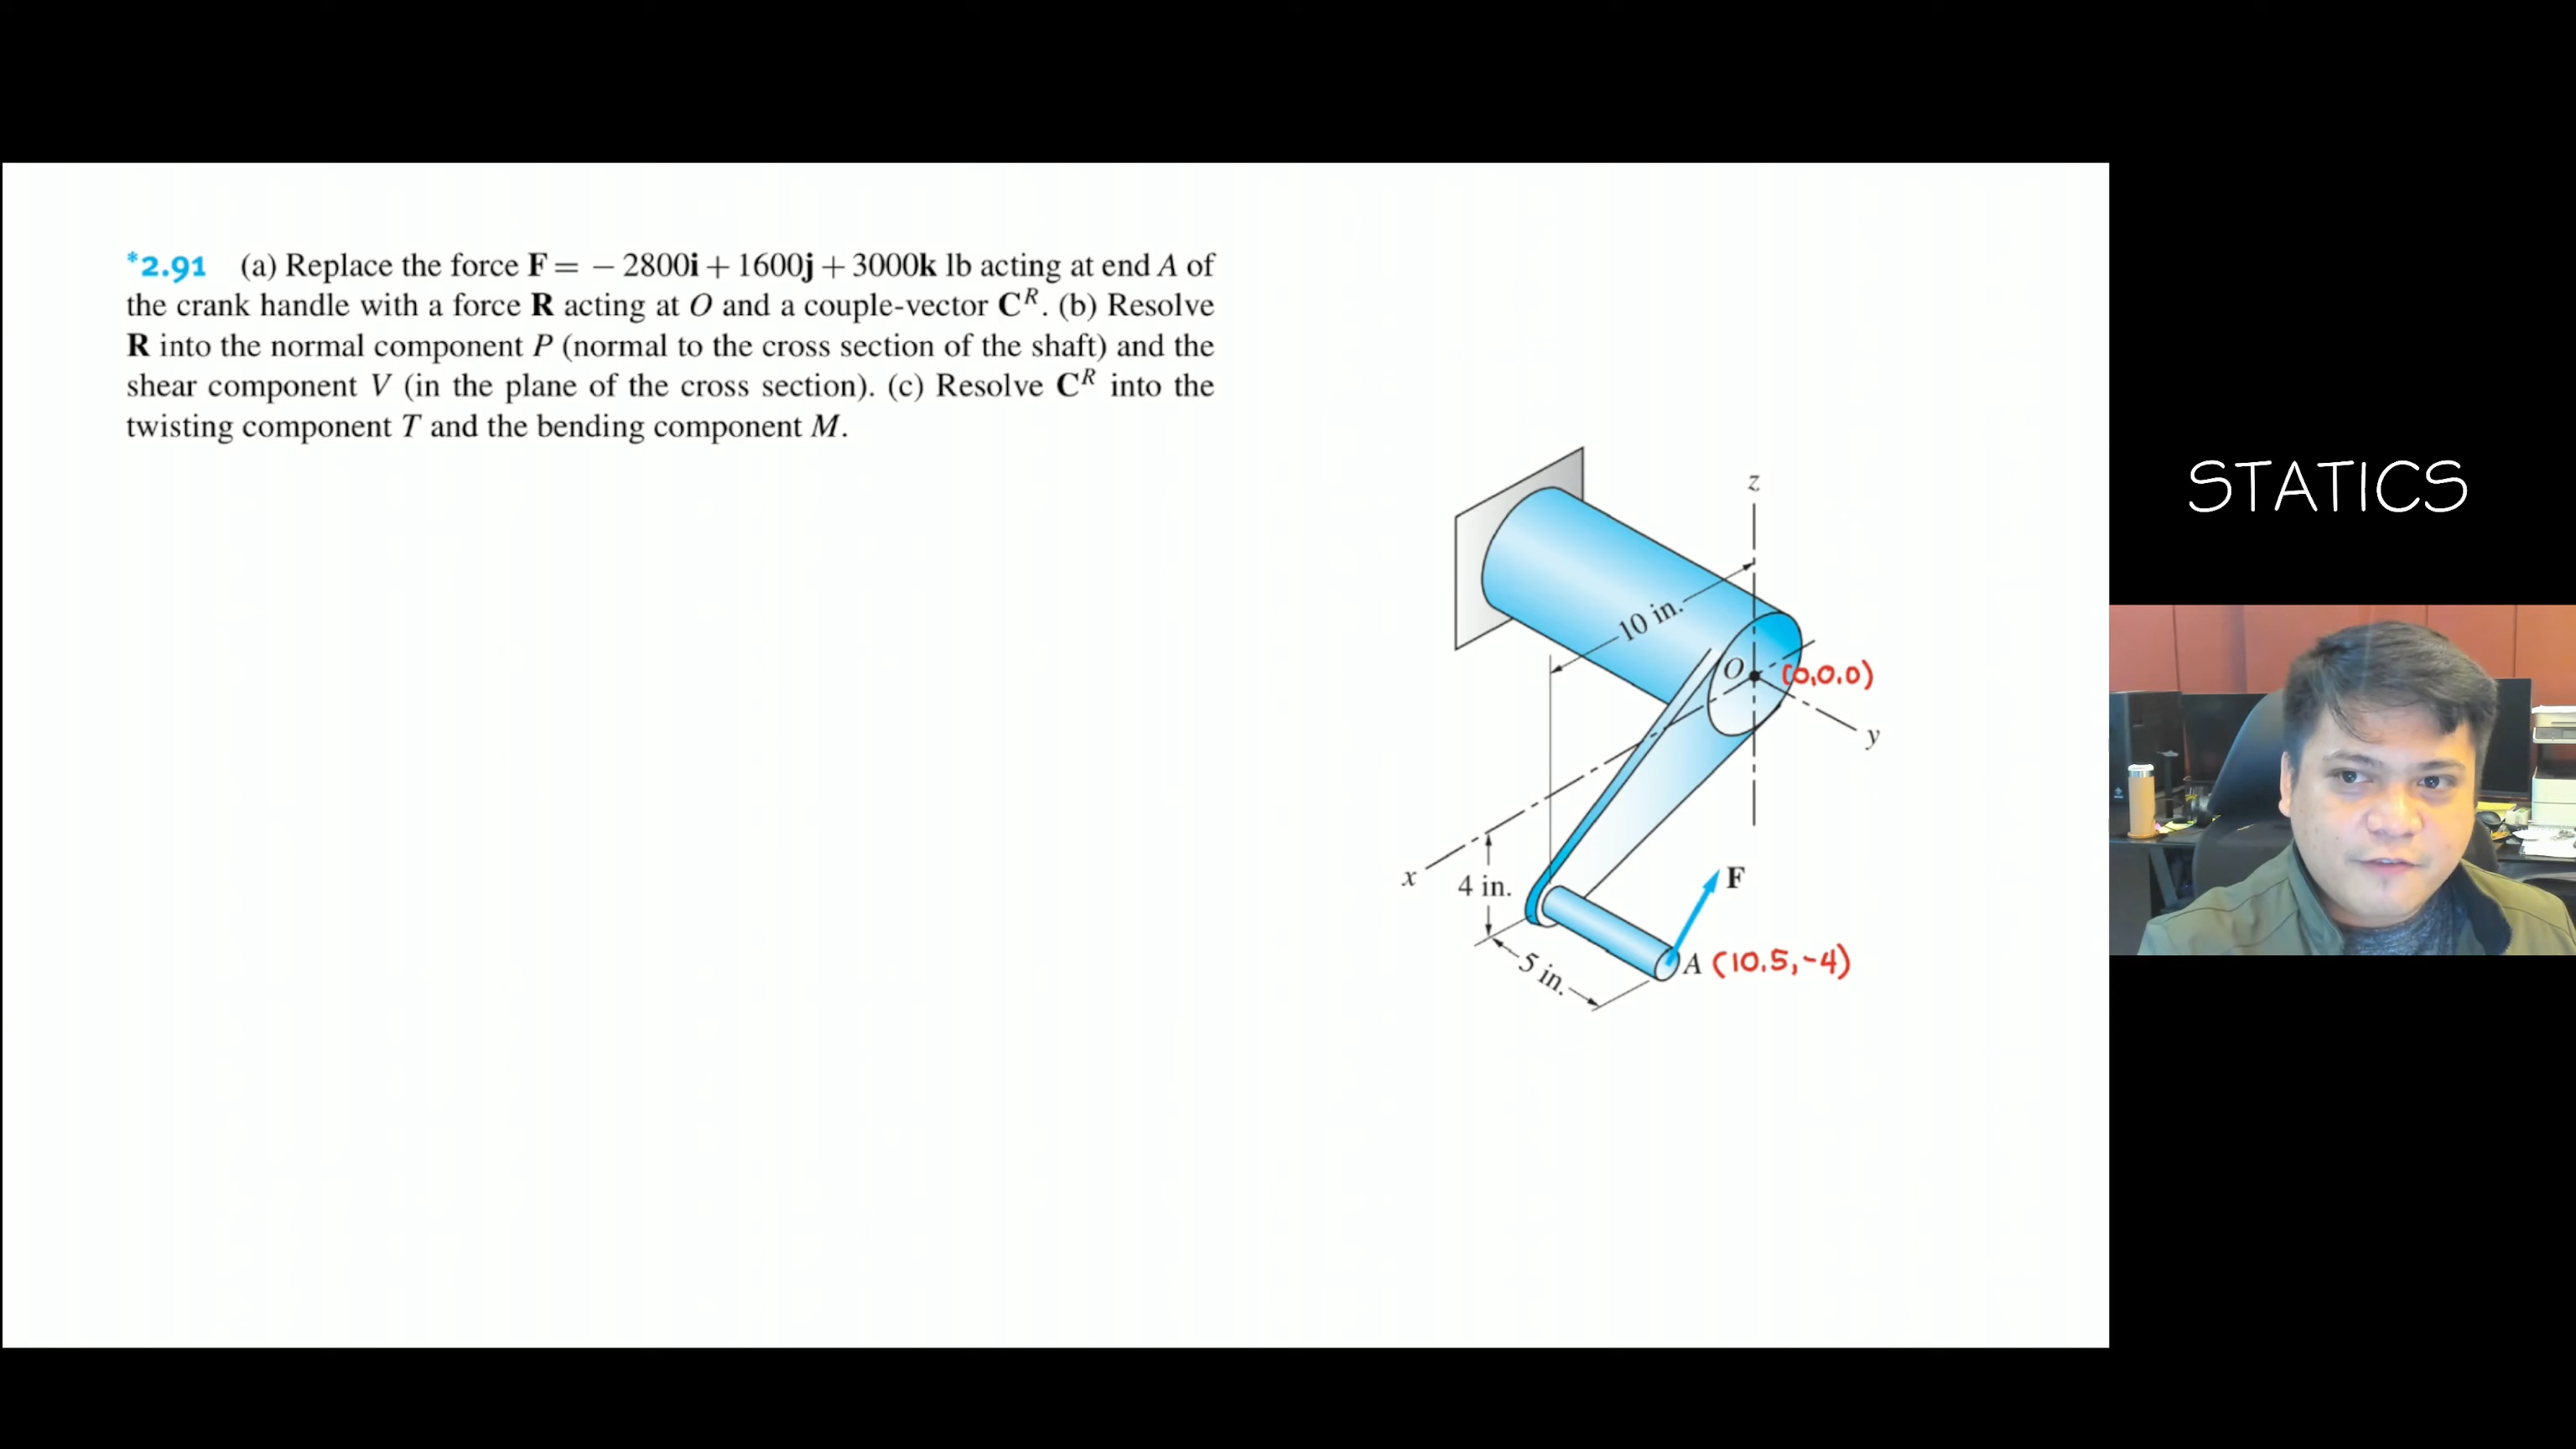 *2.91 (a) Replace the force F = − 2800i + 1600j + 3000k lb acting at end A of
the crank handle with a force R acting at O and a couple-vector Cᴿ. (b) Resolve
R into the normal component P (normal to the cross section of the shaft) and the
shear component V (in the plane of the cross section). (c) Resolve Cᴿ into the
twisting component T and the bending component M.
STATICS
z
10 in.
O
(0,0.0)
y
x
4 in.
F
5 in.
A (10.5,-4)